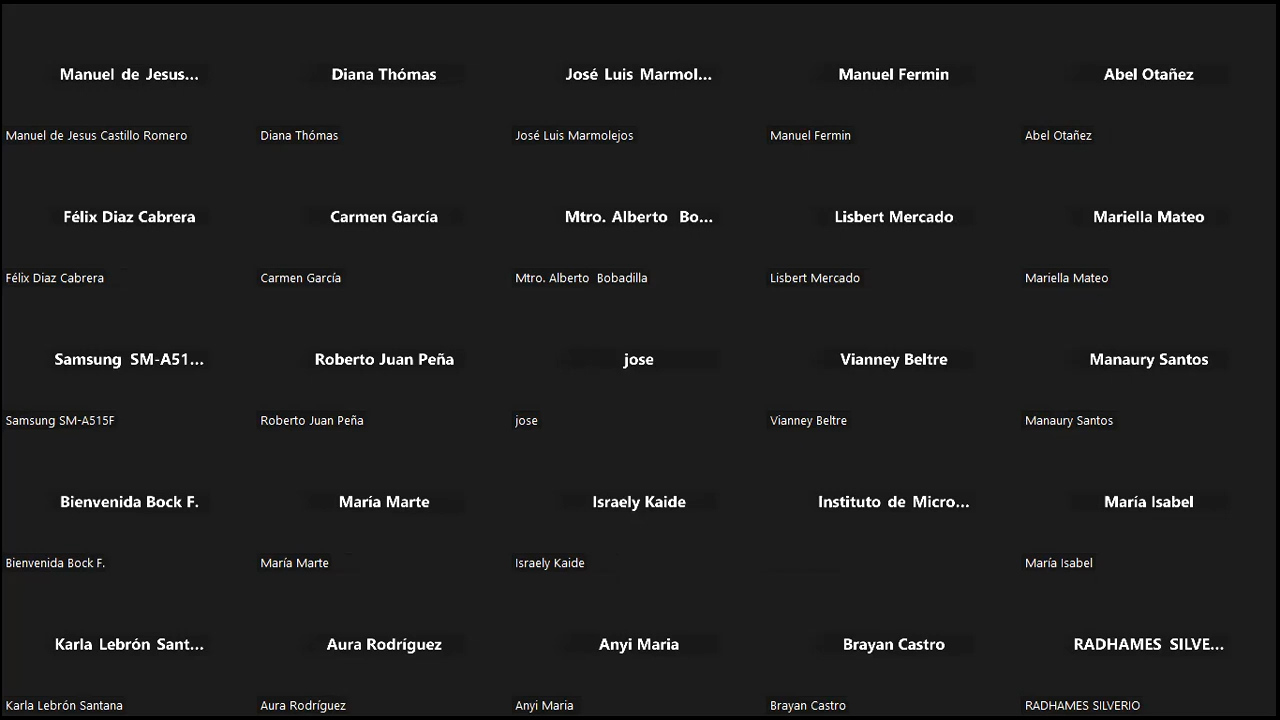 Manuel de Jesus...
Diana Thómas
José Luis Marmol...
Manuel Fermin
Abel Otañez
Manuel de Jesus Castillo Romero
Diana Thómas
José Luis Marmolejos
Manuel Fermin
Abel Otañez
Félix Diaz Cabrera
Carmen García
Mtro. Alberto Bo...
Lisbert Mercado
Mariella Mateo
Félix Diaz Cabrera
Carmen García
Mtro. Alberto Bobadilla
Lisbert Mercado
Mariella Mateo
Samsung SM-A51...
Roberto Juan Peña
jose
Vianney Beltre
Manaury Santos
Samsung SM-A515F
Roberto Juan Peña
jose
Vianney Beltre
Manaury Santos
Bienvenida Bock F.
María Marte
Israely Kaide
Instituto de Micro...
María Isabel
Bienvenida Bock F.
María Marte
Israely Kaide
María Isabel
Karla Lebrón Sant...
Aura Rodríguez
Anyi Maria
Brayan Castro
RADHAMES SILVE...
Karla Lebrón Santana
Aura Rodríguez
Anyi Maria
Brayan Castro
RADHAMES SILVERIO